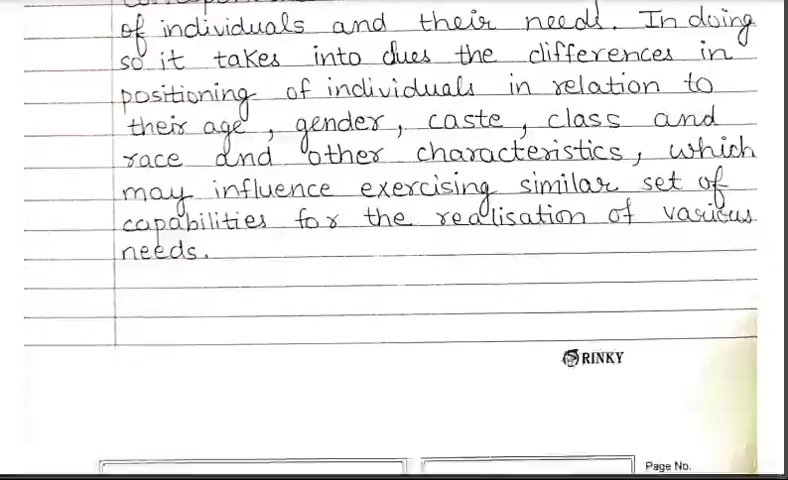 of individuals and their needs. In doing
so it takes into dues the differences in
positioning of individuals in relation to
their age, gender, caste, class and
race and other characteristics, which
may influence exercising similar set of
capabilities for the realisation of various
needs.
RINKY
Page No.